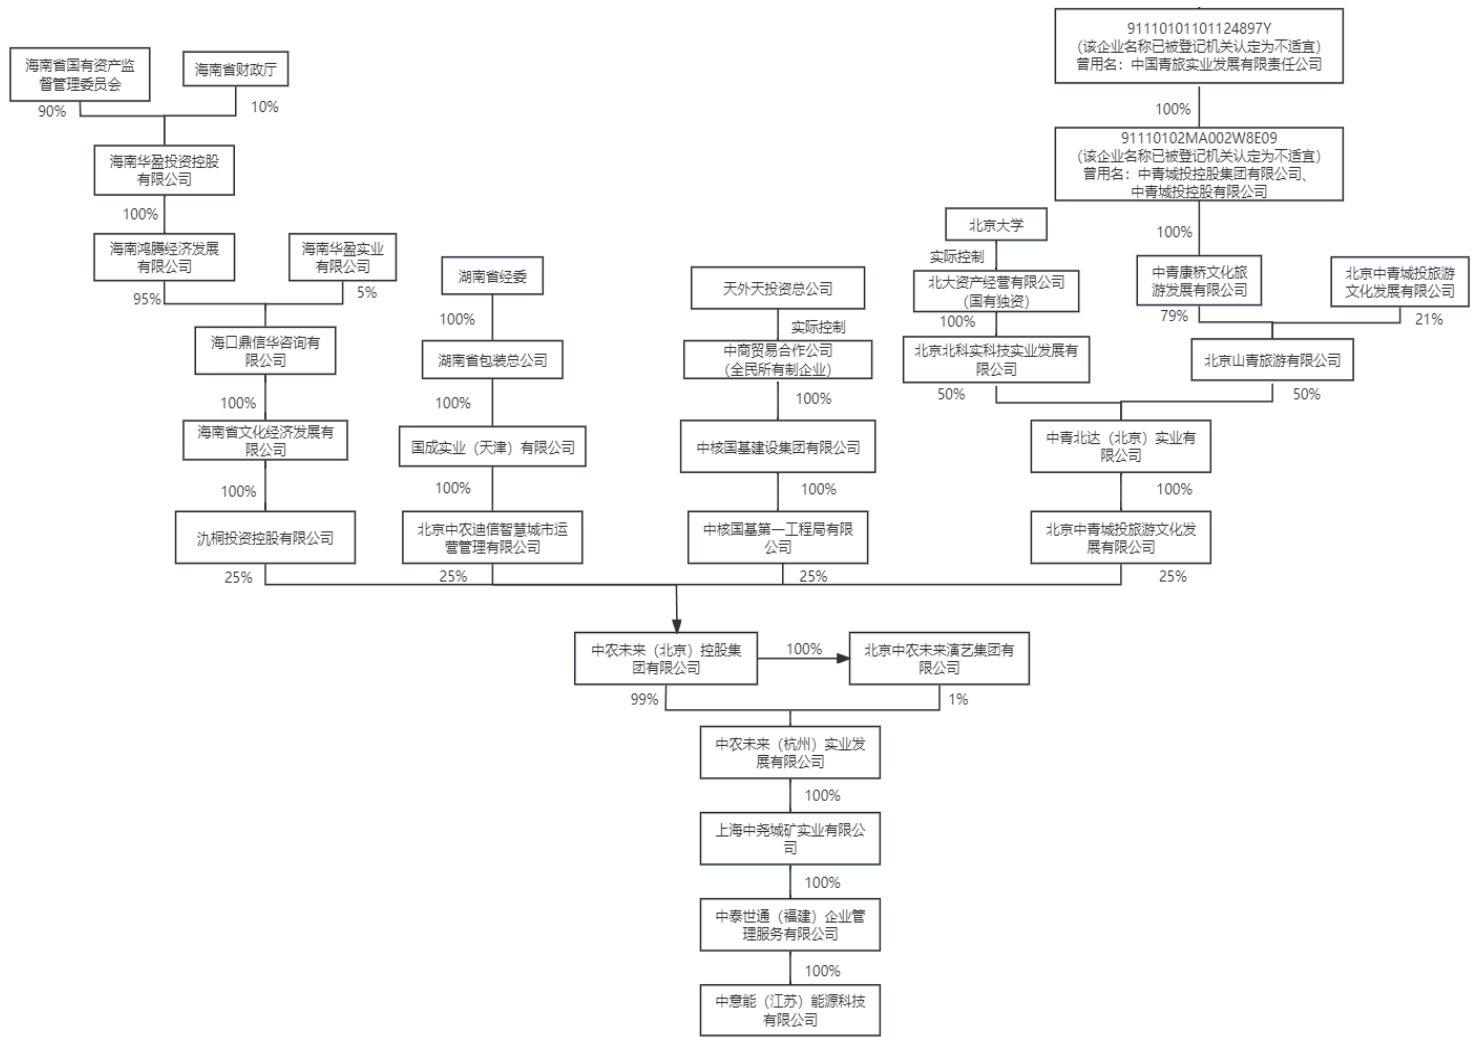 91110101101124897Y
（该企业名称已被登记机关认定为不适宜）
曾用名：中国青旅实业发展有限责任公司
海南省国有资产监
督管理委员会
海南省财政厅
90%
10%
100%
91110102MA002W8E09
（该企业名称已被登记机关认定为不适宜）
曾用名：中青城投控股集团有限公司、
中青城投控股有限公司
海南华盈投资控股
有限公司
100%
100%
北京大学
实际控制
海南鸿腾经济发展
有限公司
海南华盈实业
有限公司
95%
5%
湖南省经委
天外天投资总公司
北大资产经营有限公司
（国有独资）
中青康桥文化旅
游发展有限公司
北京中青城投旅游
文化发展有限公司
100%
实际控制
100%
79%
21%
海口鼎信华咨询有
限公司
湖南省包装总公司
中商贸易合作公司
（全民所有制企业）
北京北科实科技实业发展有
限公司
北京山青旅游有限公司
100%
100%
100%
50%
50%
海南省文化经济发展有
限公司
国成实业（天津）有限公司
中核国基建设集团有限公司
中青北达（北京）实业有
限公司
100%
100%
100%
100%
氿桐投资控股有限公司
北京中农迪信智慧城市运
营管理有限公司
中核国基第一工程局有限
公司
北京中青城投旅游文化发
展有限公司
25%
25%
25%
25%
中农未来（北京）控股集
团有限公司
100%
北京中农未来演艺集团有
限公司
99%
1%
中农未来（杭州）实业发
展有限公司
100%
上海中尧城矿实业有限公
司
100%
中泰世通（福建）企业管
理服务有限公司
100%
中意能（江苏）能源科技
有限公司